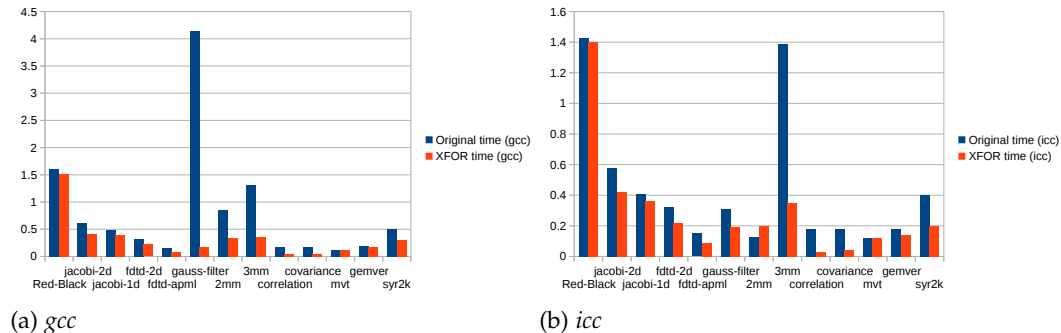 4.5
4
3.5
3
2.5
2
1.5
1
0.5
0
jacobi-2d fdtd-2d gauss-filter 3mm covariance gemver
Red-Black jacobi-1d fdtd-apml 2mm correlation mvt syr2k
Original time (gcc)
XFOR time (gcc)
(a) gcc
1.6
1.4
1.2
1
0.8
0.6
0.4
0.2
0
jacobi-2d fdtd-2d gauss-filter 3mm covariance gemver
Red-Black jacobi-1d fdtd-apml 2mm correlation mvt syr2k
Original time (icc)
XFOR time (icc)
(b) icc